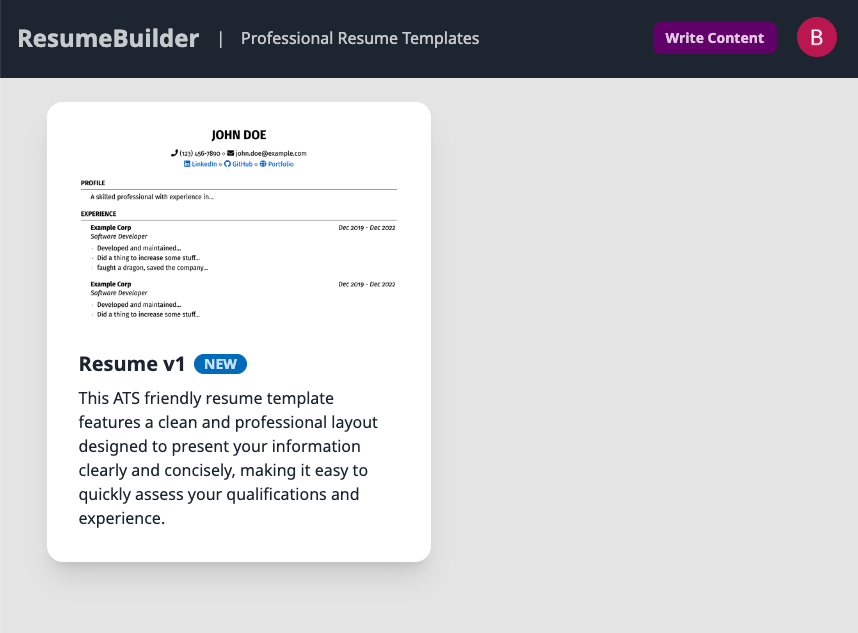 ResumeBuilder | Professional Resume Templates Write Content B
JOHN DOE
(123) 456-7890 ⋄ john.doe@example.com
LinkedIn ⋄ GitHub ⋄ Portfolio
PROFILE
A skilled professional with experience in...
EXPERIENCE
Example Corp Dec 2019 - Dec 2022
Software Developer
· Developed and maintained...
· Did a thing to increase some stuff...
· faught a dragon, saved the company...
Example Corp Dec 2019 - Dec 2022
Software Developer
· Developed and maintained...
· Did a thing to increase some stuff...
Resume v1 NEW
This ATS friendly resume template
features a clean and professional layout
designed to present your information
clearly and concisely, making it easy to
quickly assess your qualifications and
experience.